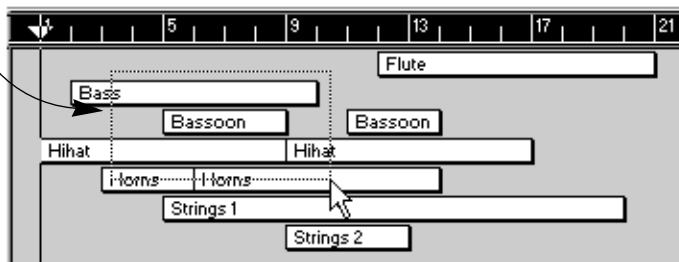 1 5 9 13 17 21
Flute
Bass
Bassoon Bassoon
Hihat Hihat
Horns Horns
Strings 1
Strings 2